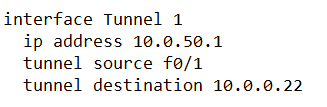 interface Tunnel 1
  ip address 10.0.50.1
  tunnel source f0/1
  tunnel destination 10.0.0.22